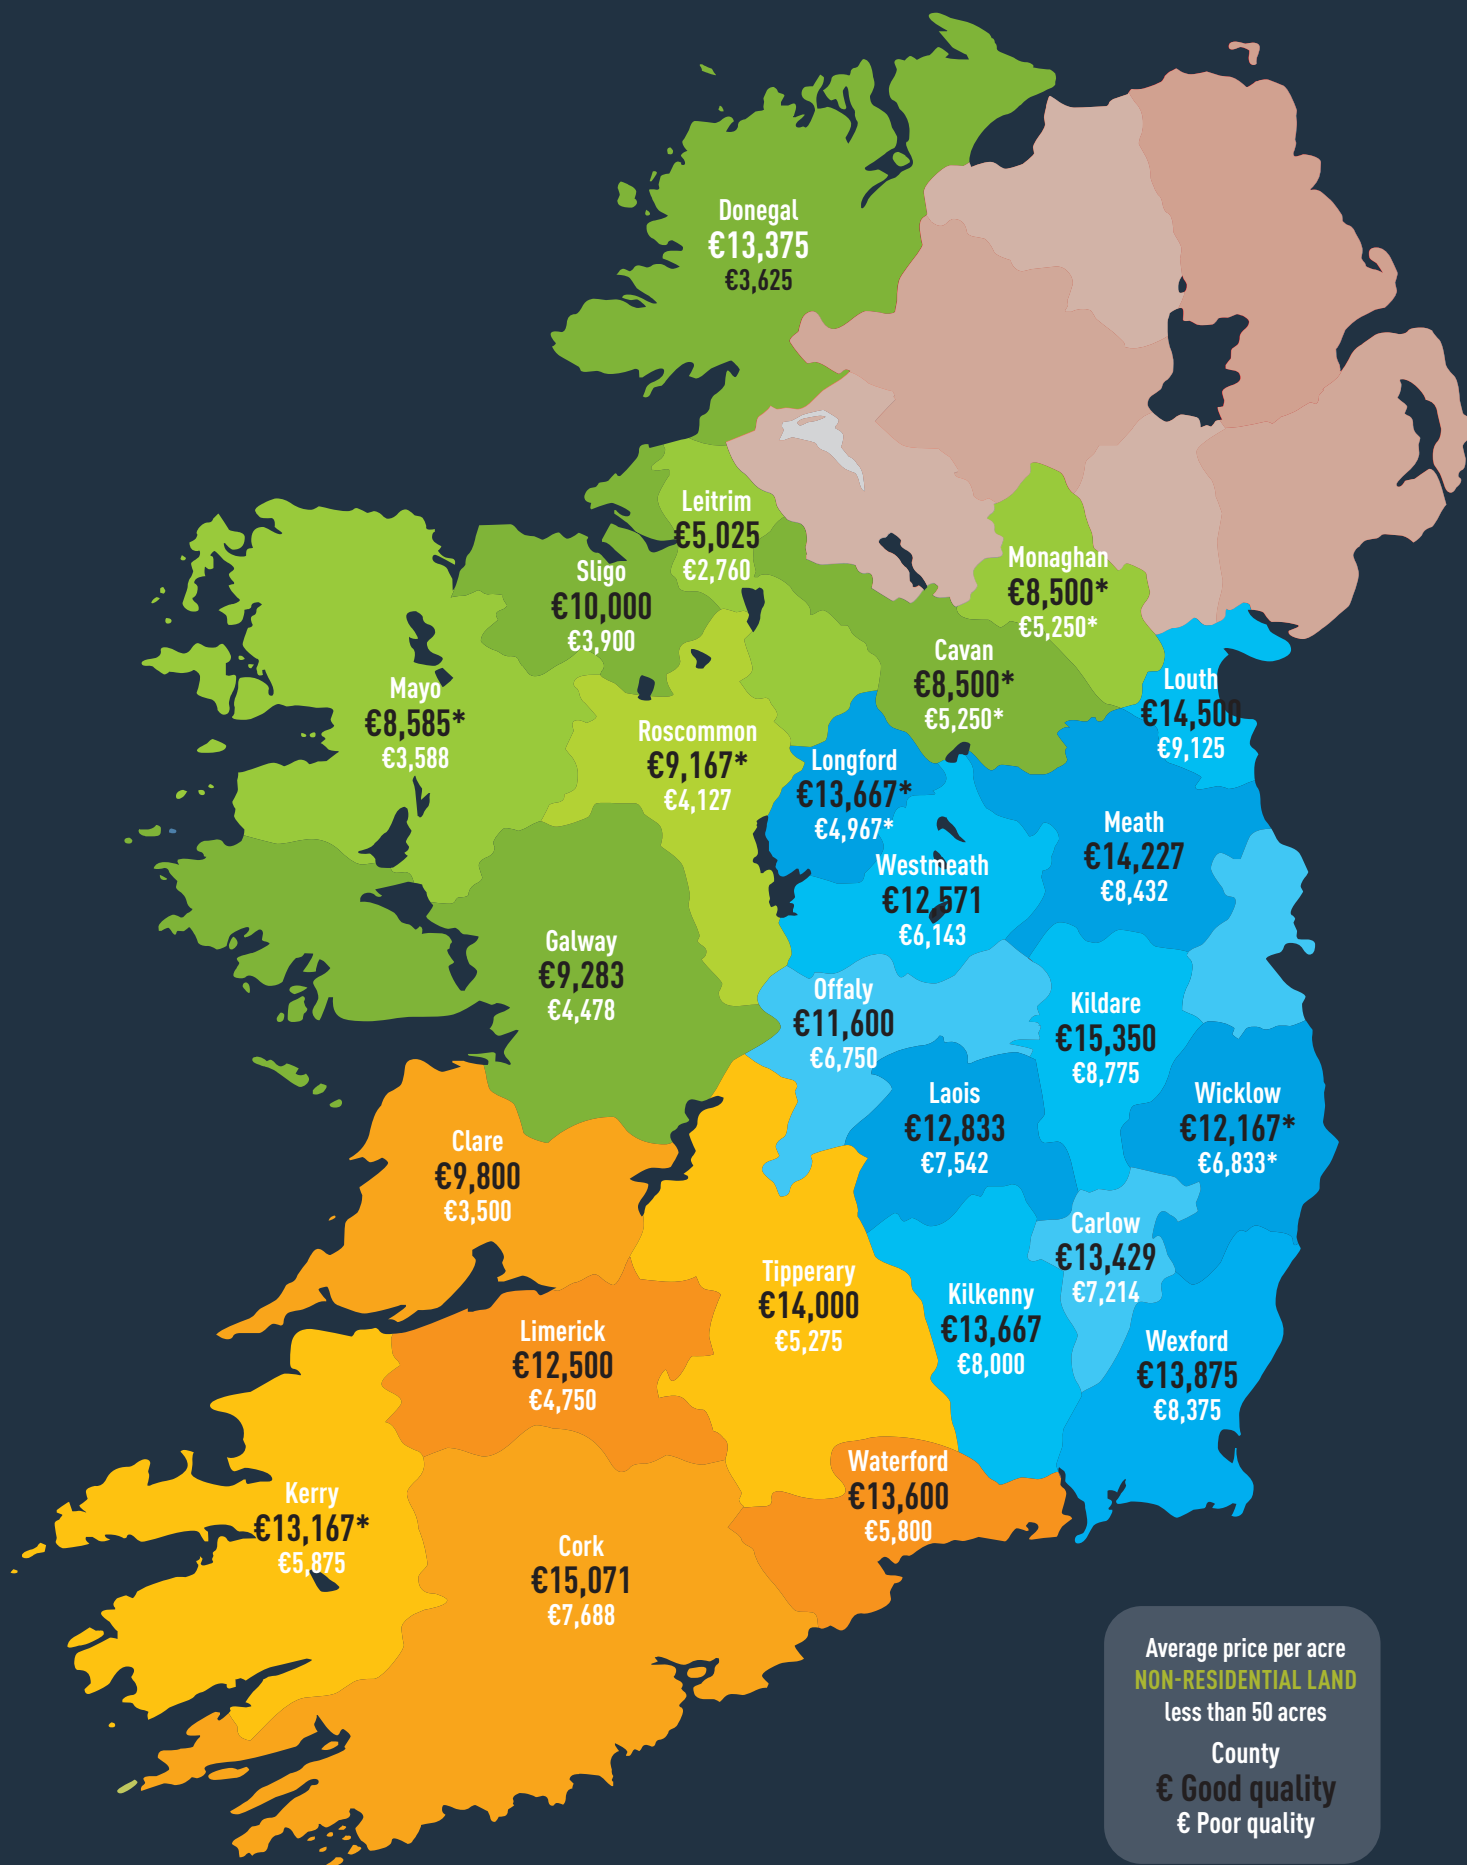 Donegal
€13,375
€3,625
Leitrim
€5,025
€2,760
Sligo
€10,000
€3,900
Monaghan
€8,500*
€5,250*
Cavan
€8,500*
€5,250*
Louth
€14,500
€9,125
Mayo
€8,585*
€3,588
Roscommon
€9,167*
€4,127
Longford
€13,667*
€4,967*
Meath
€14,227
€8,432
Westmeath
€12,571
€6,143
Galway
€9,283
€4,478
Offaly
€11,600
€6,750
Kildare
€15,350
€8,775
Laois
€12,833
€7,542
Wicklow
€12,167*
€6,833*
Clare
€9,800
€3,500
Carlow
€13,429
€7,214
Tipperary
€14,000
€5,275
Kilkenny
€13,667
€8,000
Limerick
€12,500
€4,750
Wexford
€13,875
€8,375
Waterford
€13,600
€5,800
Kerry
€13,167*
€5,875
Cork
€15,071
€7,688
Average price per acre
NON-RESIDENTIAL LAND
less than 50 acres
County
€ Good quality
€ Poor quality